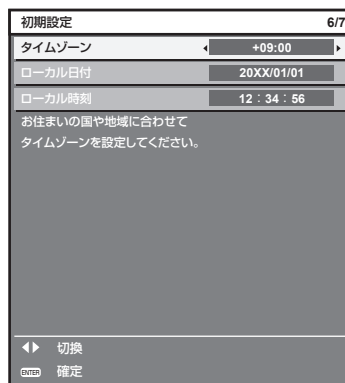 初期設定 6/7
タイムゾーン +09:00
ローカル日付 20XX/01/01
ローカル時刻 12：34：56
お住まいの国や地域に合わせて
タイムゾーンを設定してください。
切換
ENTER 確定